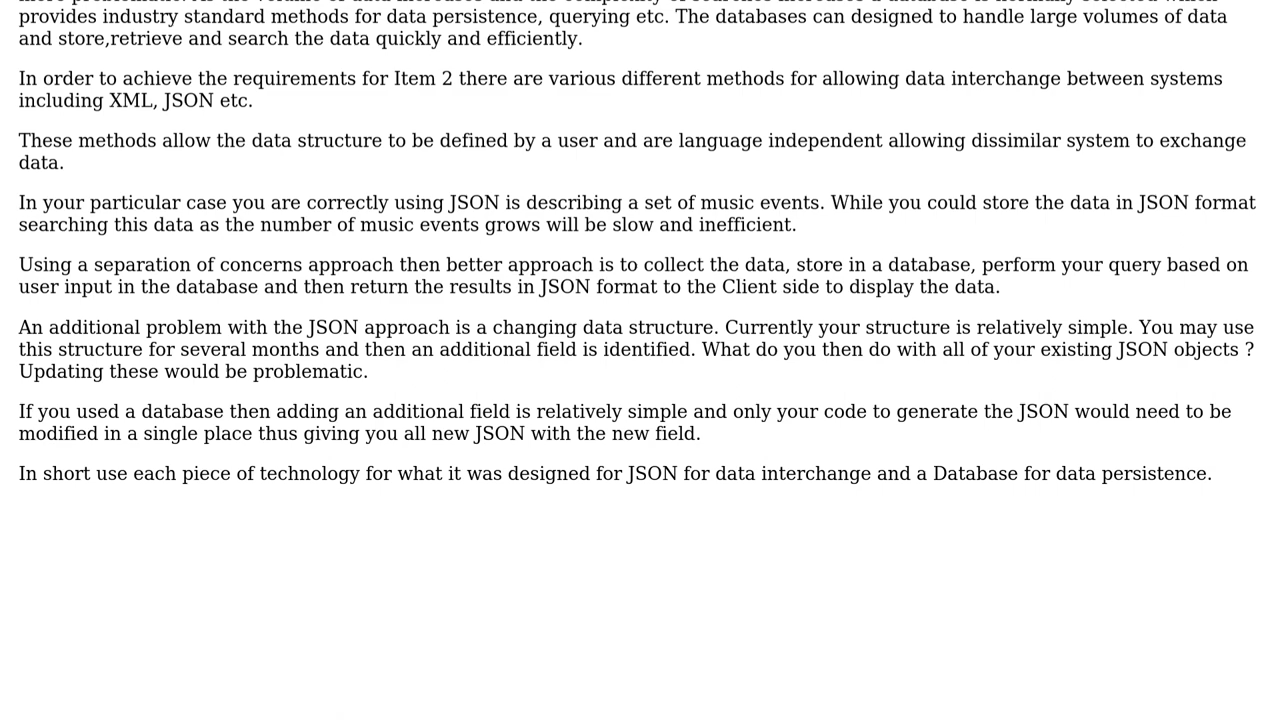 provides industry standard methods for data persistence, querying etc. The databases can designed to handle large volumes of data
and store,retrieve and search the data quickly and efficiently.
In order to achieve the requirements for Item 2 there are various different methods for allowing data interchange between systems
including XML, JSON etc.
These methods allow the data structure to be defined by a user and are language independent allowing dissimilar system to exchange
data.
In your particular case you are correctly using JSON is describing a set of music events. While you could store the data in JSON format
searching this data as the number of music events grows will be slow and inefficient.
Using a separation of concerns approach then better approach is to collect the data, store in a database, perform your query based on
user input in the database and then return the results in JSON format to the Client side to display the data.
An additional problem with the JSON approach is a changing data structure. Currently your structure is relatively simple. You may use
this structure for several months and then an additional field is identified. What do you then do with all of your existing JSON objects ?
Updating these would be problematic.
If you used a database then adding an additional field is relatively simple and only your code to generate the JSON would need to be
modified in a single place thus giving you all new JSON with the new field.
In short use each piece of technology for what it was designed for JSON for data interchange and a Database for data persistence.